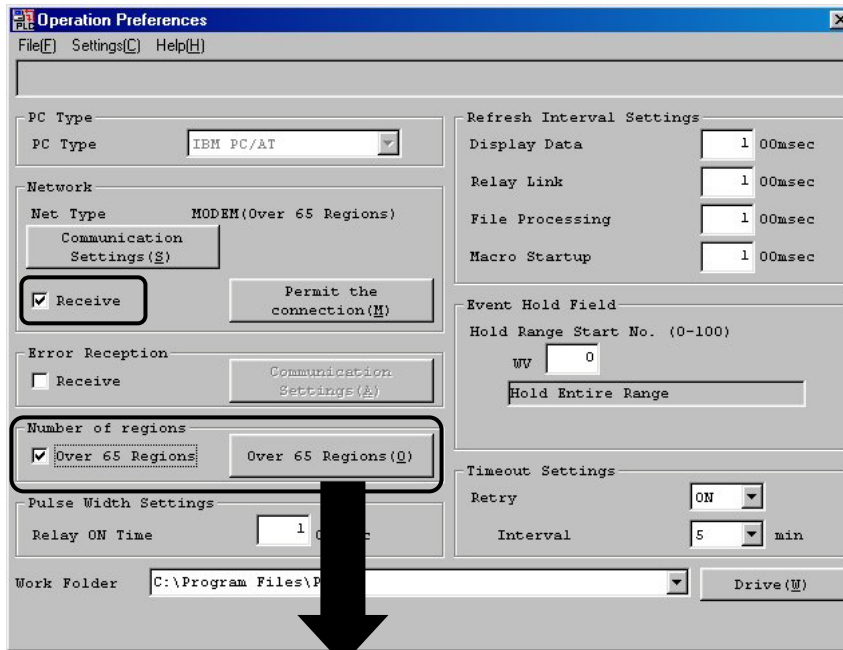 PLC Operation Preferences
File(F) Settings(C) Help(H)
PC Type
PC Type IBM PC/AT
Network
Net Type MODEM(Over 65 Regions)
Communication
Settings(S)
Receive
Permit the
connection(M)
Error Reception
Receive
Communication
Settings(A)
Number of regions
Over 65 Regions
Over 65 Regions(O)
Pulse Width Settings
Relay ON Time 1
Work Folder C:\Program Files\P
Drive(W)
Refresh Interval Settings
Display Data 1 00msec
Relay Link 1 00msec
File Processing 1 00msec
Macro Startup 1 00msec
Event Hold Field
Hold Range Start No. (0-100)
WV 0
Hold Entire Range
Timeout Settings
Retry ON
Interval 5 min